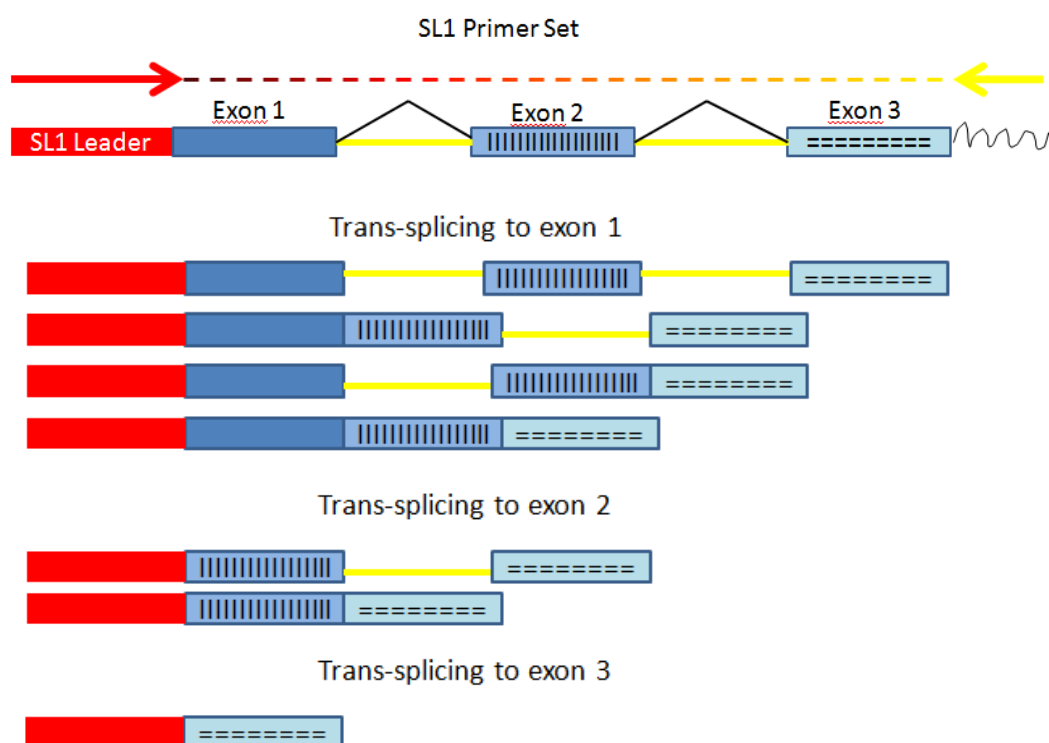 SL1 Primer Set
Exon 1 Exon 2 Exon 3
SL1 Leader
Trans-splicing to exon 1
Trans-splicing to exon 2
Trans-splicing to exon 3